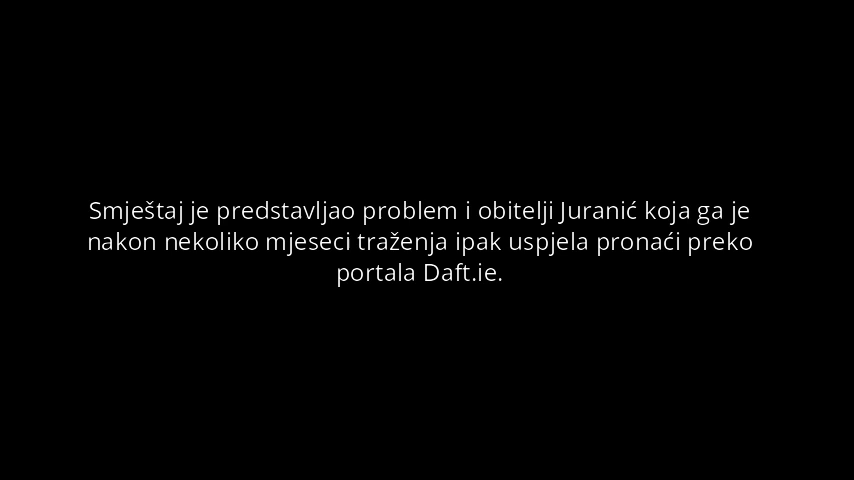 Smještaj je predstavljao problem i obitelji Juranić koja ga je
nakon nekoliko mjeseci traženja ipak uspjela pronaći preko
portala Daft.ie.